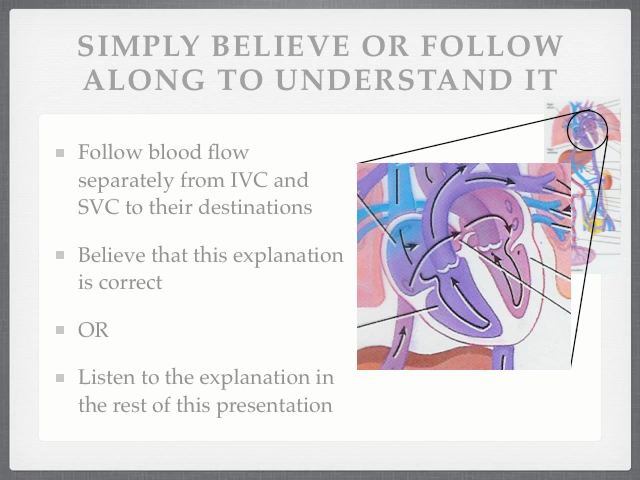 SIMPLY BELIEVE OR FOLLOW
ALONG TO UNDERSTAND IT
Follow blood flow
separately from IVC and
SVC to their destinations
Believe that this explanation
is correct
OR
Listen to the explanation in
the rest of this presentation